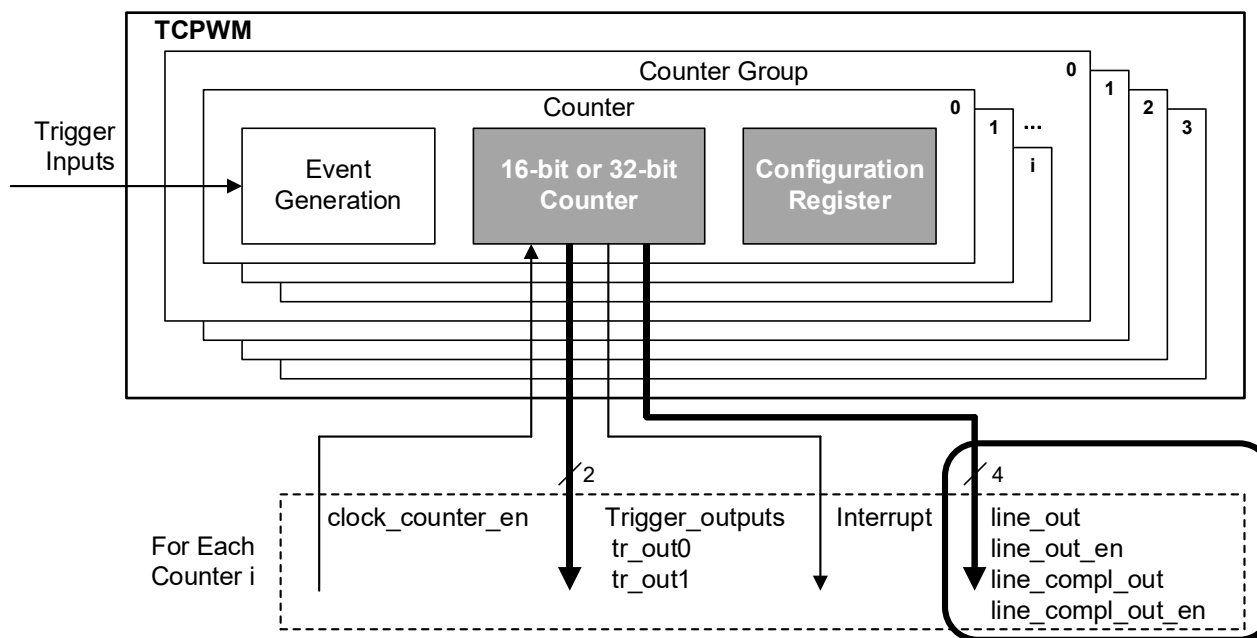 TCPWM
Counter Group
0
1
2
3
Counter
0
1
...
i
Trigger
Inputs
Event
Generation
16-bit or 32-bit
Counter
Configuration
Register
2
4
For Each
Counter i
clock_counter_en
Trigger_outputs
tr_out0
tr_out1
Interrupt
line_out
line_out_en
line_compl_out
line_compl_out_en